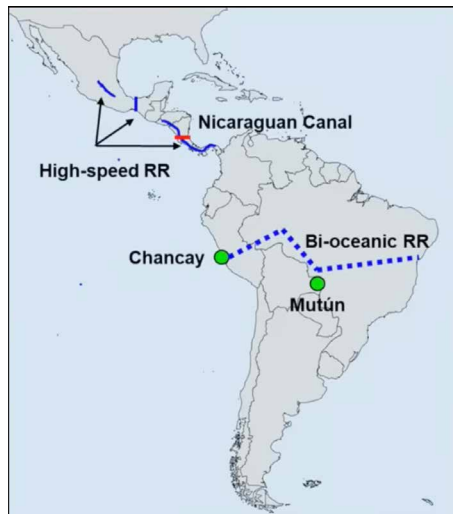 Nicaraguan Canal
High-speed RR
Bi-oceanic RR
Chancay
Mutún